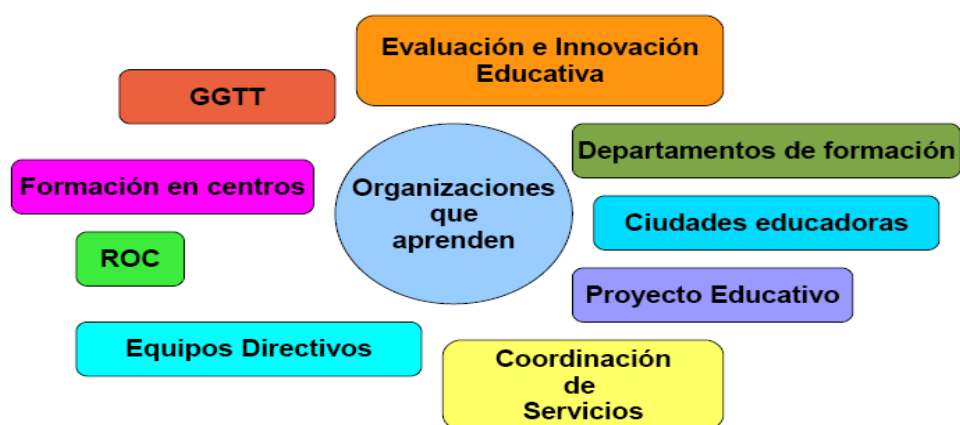 Evaluación e Innovación
Educativa
GGTT
Departamentos de formación
Formación en centros
Organizaciones
que
aprenden
Ciudades educadoras
ROC
Proyecto Educativo
Equipos Directivos
Coordinación
de
Servicios